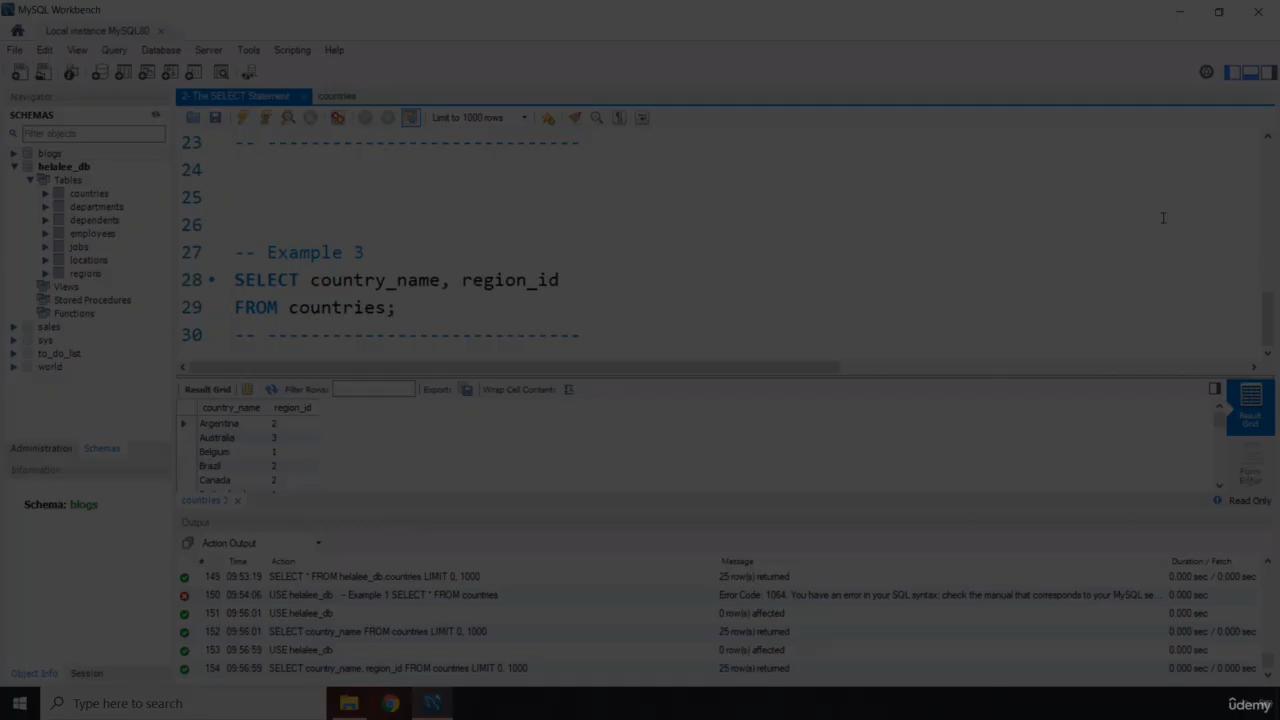 MySQL Workbench
Local instance MySQL80
File Edit View Query Database Server Tools Scripting Help
Navigator
SCHEMAS
Filter objects
blogs
helalee_db
Tables
countries
departments
dependents
employees
jobs
locations
regions
Views
Stored Procedures
Functions
sales
sys
to_do_list
world
Administration Schemas
Information
Schema: blogs
Object Info Session
2- The SELECT Statement countries
Limit to 1000 rows
23 -- -----------------------------
24
25
26
27 -- Example 3
28 SELECT country_name, region_id
29 FROM countries;
30 -- -----------------------------
Result Grid Filter Rows: Export: Wrap Cell Content:
country_name region_id
Argentina 2
Australia 3
Belgium 1
Brazil 2
Canada 2
Result Grid
Form Editor
countries 3
Read Only
Output
Action Output
# Time Action Message Duration / Fetch
149 09:53:19 SELECT * FROM helalee_db.countries LIMIT 0, 1000 25 row(s) returned 0.000 sec / 0.000 sec
150 09:54:06 USE helalee_db -- Example 1 SELECT * FROM countries Error Code: 1064. You have an error in your SQL syntax; check the manual that corresponds to your MySQL se... 0.000 sec
151 09:56:01 USE helalee_db 0 row(s) affected 0.000 sec
152 09:56:01 SELECT country_name FROM countries LIMIT 0, 1000 25 row(s) returned 0.000 sec / 0.000 sec
153 09:56:59 USE helalee_db 0 row(s) affected 0.000 sec
154 09:56:59 SELECT country_name, region_id FROM countries LIMIT 0, 1000 25 row(s) returned 0.000 sec / 0.000 sec
Type here to search
ûdemy